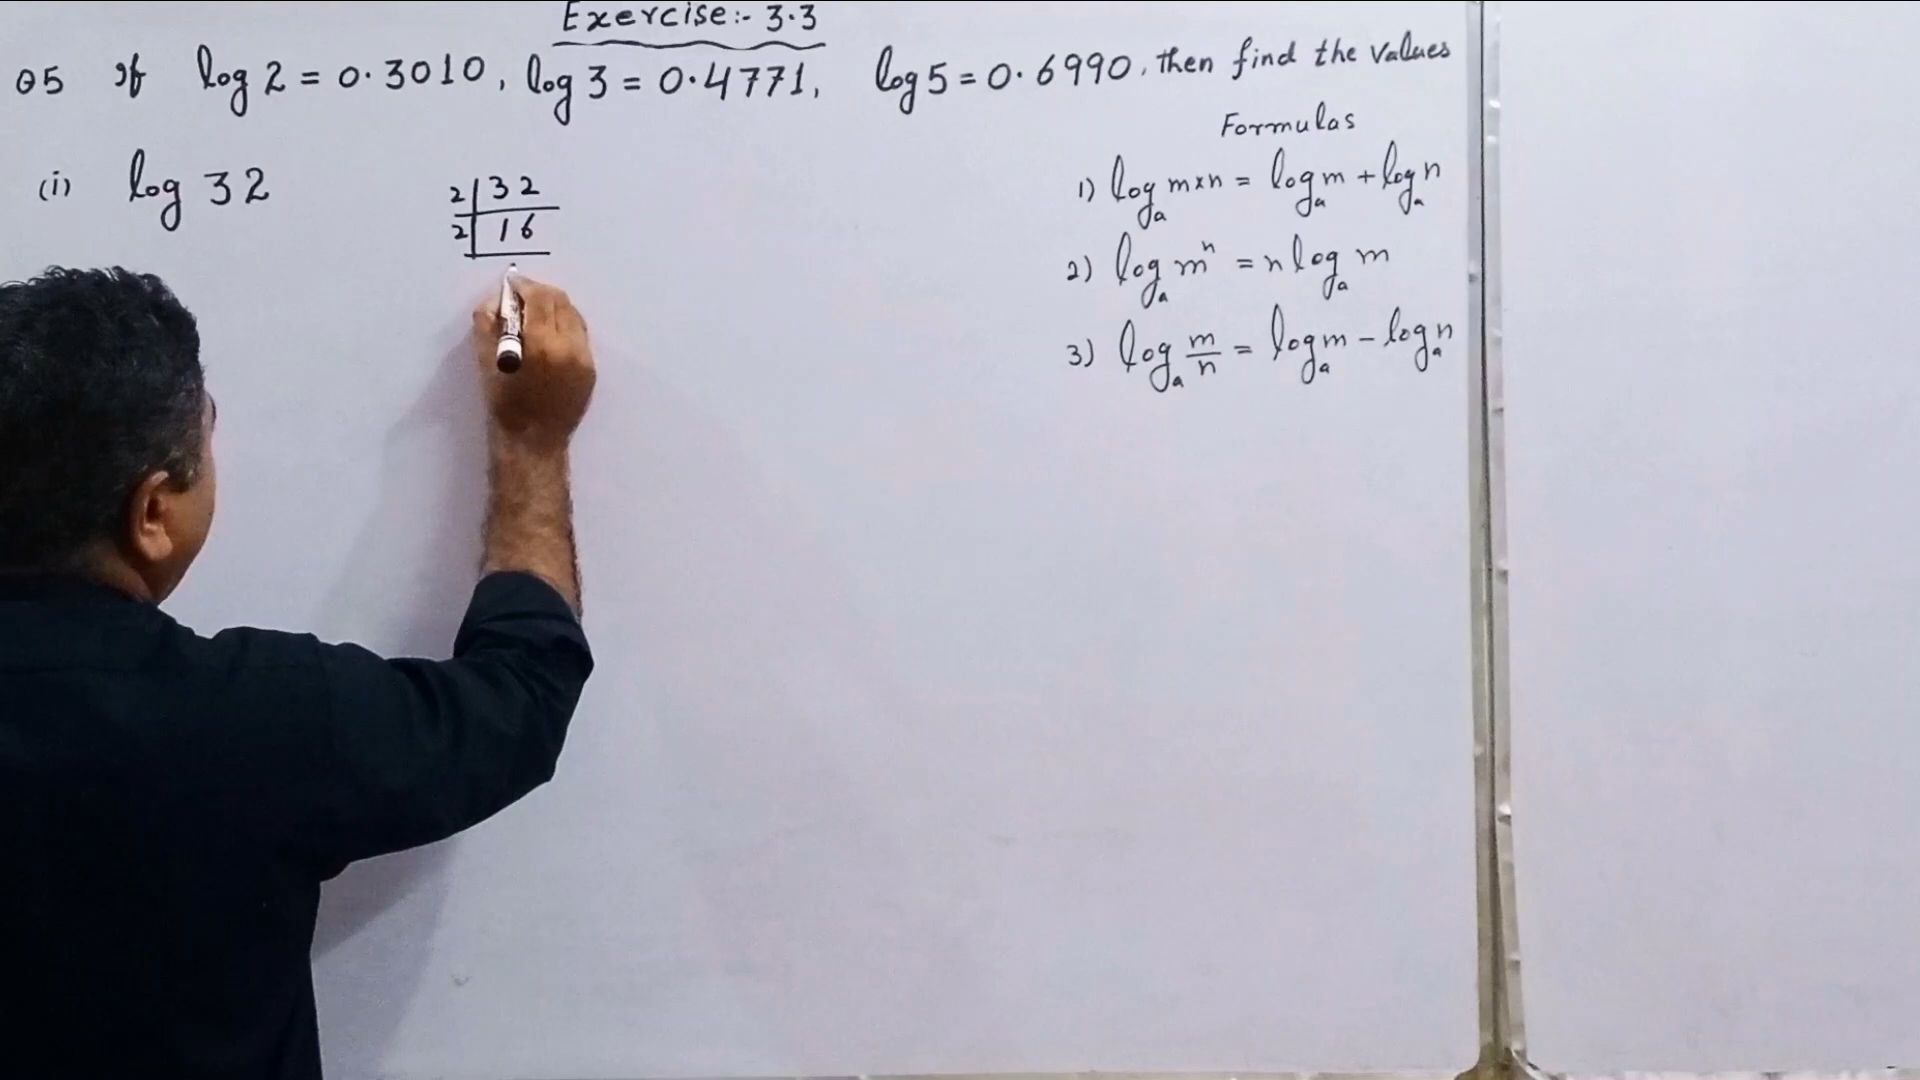 Exercise:- 3.3
Q5 If log 2 = 0.3010, log 3 = 0.4771, log 5 = 0.6990, then find the values
Formulas
(i) log 32
2 | 32
2 | 16
1) logₐ m×n = logₐ m + logₐ n
2) logₐ mⁿ = n logₐ m
3) logₐ m/n = logₐ m - logₐ n